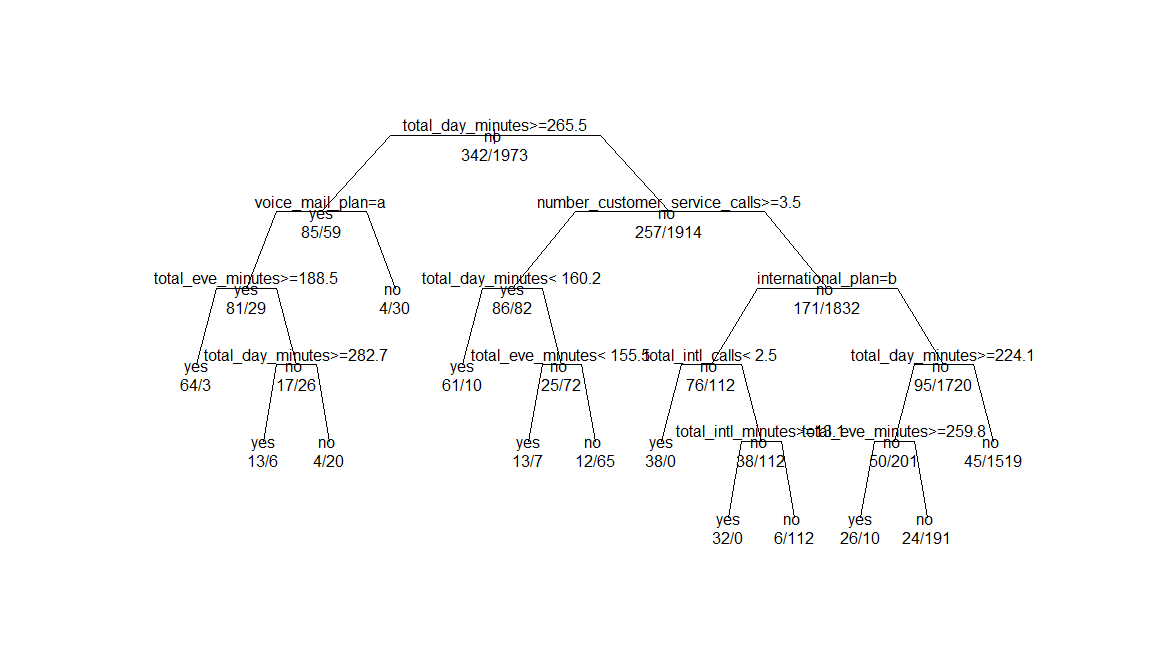 total_day_minutes>=265.5
no
342/1973
voice_mail_plan=a
yes
85/59
number_customer_service_calls>=3.5
no
257/1914
total_eve_minutes>=188.5
yes
81/29
no
4/30
total_day_minutes< 160.2
yes
86/82
international_plan=b
no
171/1832
yes
64/3
total_day_minutes>=282.7
no
17/26
yes
61/10
total_eve_minutes< 155.5
no
25/72
total_intl_calls< 2.5
no
76/112
total_day_minutes>=224.1
no
95/1720
yes
13/6
no
4/20
yes
13/7
no
12/65
yes
38/0
total_intl_minutes>=13.1
no
38/112
total_eve_minutes>=259.8
no
50/201
no
45/1519
yes
32/0
no
6/112
yes
26/10
no
24/191